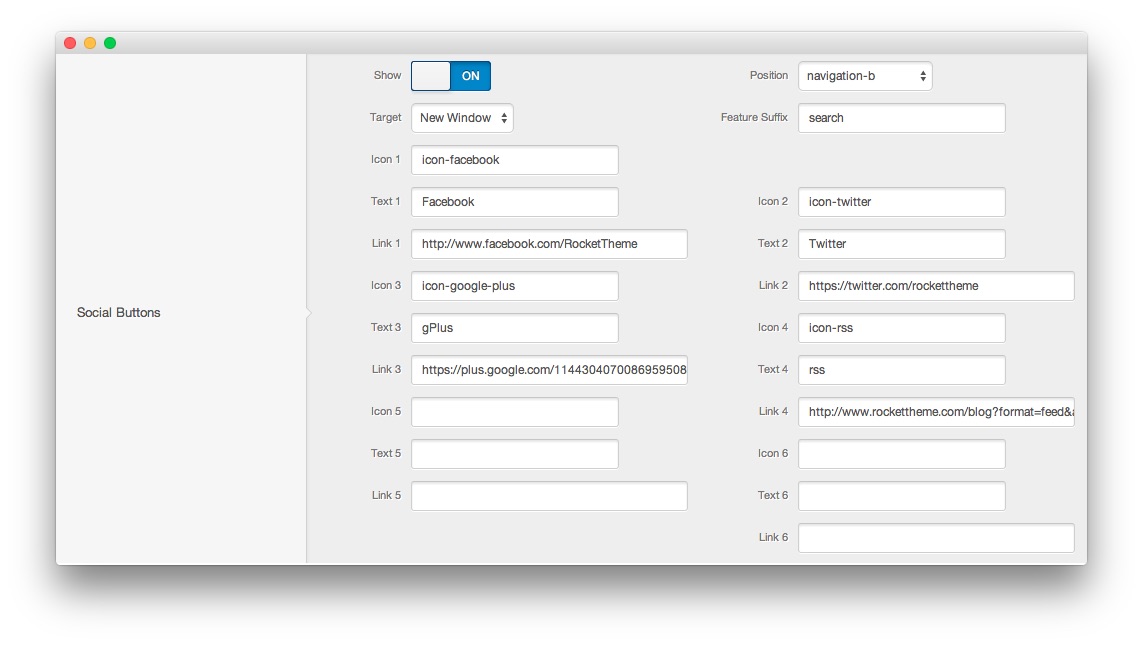 Show ON Position navigation-b
Target New Window Feature Suffix search
Icon 1 icon-facebook
Text 1 Facebook Icon 2 icon-twitter
Link 1 http://www.facebook.com/RocketTheme Text 2 Twitter
Icon 3 icon-google-plus Link 2 https://twitter.com/rockettheme
Social Buttons
Text 3 gPlus Icon 4 icon-rss
Link 3 https://plus.google.com/1144304070086959508 Text 4 rss
Icon 5 Link 4 http://www.rockettheme.com/blog?format=feed&
Text 5 Icon 6
Link 5 Text 6
Link 6